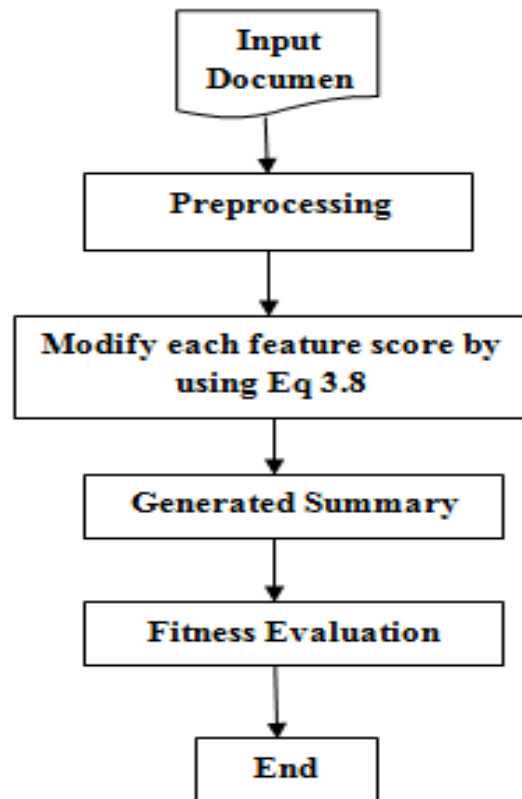 Input
Documen
Preprocessing
Modify each feature score by
using Eq 3.8
Generated Summary
Fitness Evaluation
End